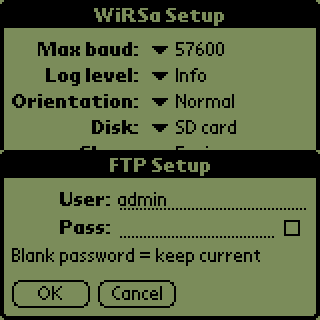 WiRSa Setup
Max baud: 57600
Log level: Info
Orientation: Normal
Disk: SD card
FTP Setup
User: admin
Pass:
Blank password = keep current
OK Cancel